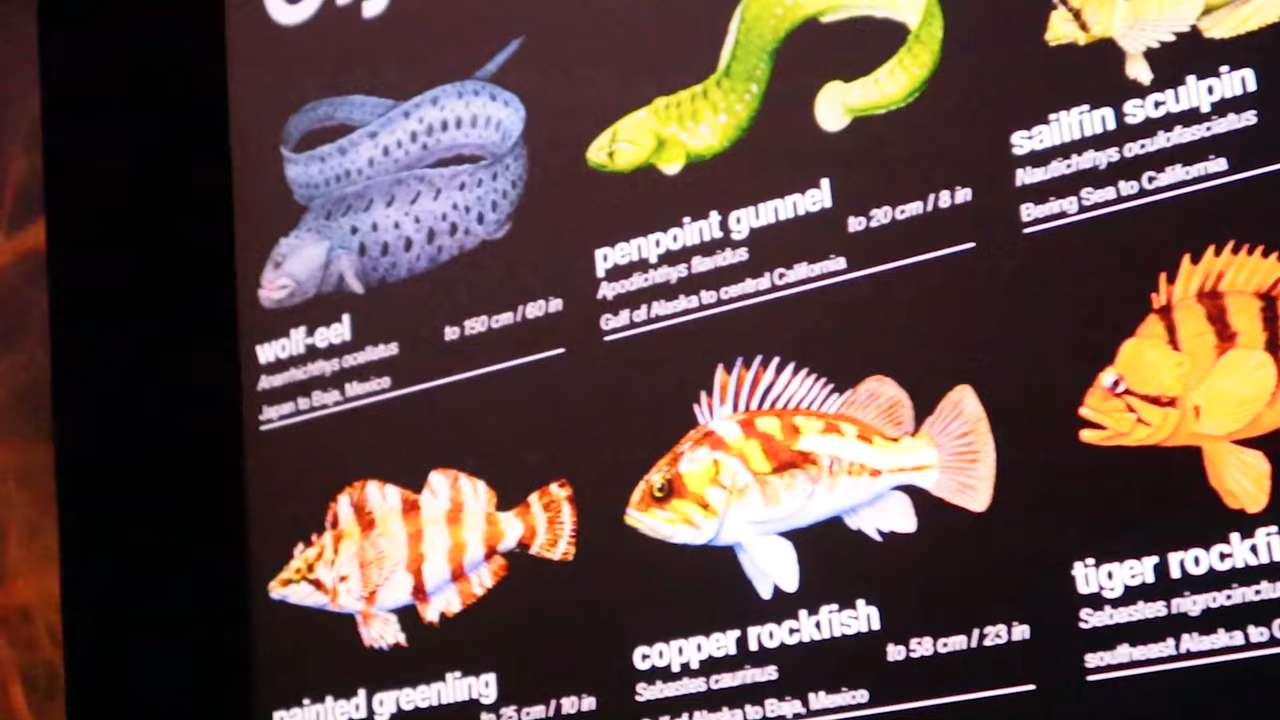 wolf-eel
to 150 cm / 60 in
Anarrhichthys ocellatus
Japan to Baja, Mexico
penpoint gunnel
to 20 cm / 8 in
Apodichthys flavidus
Gulf of Alaska to central California
sailfin sculpin
Nautichthys oculofasciatus
Bering Sea to California
painted greenling
to 25 cm / 10 in
copper rockfish
to 58 cm / 23 in
Sebastes caurinus
Gulf of Alaska to Baja, Mexico
tiger rockfi
Sebastes nigrocinctu
southeast Alaska to